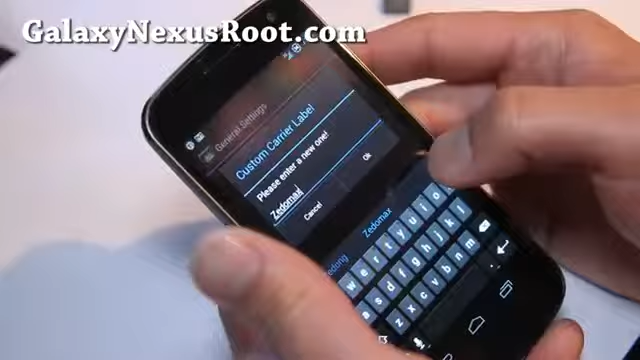 GalaxyNexusRoot.com
General Settings
Custom Carrier Label
Please enter a new one!
Zedomax
Cancel
Ok
Zedomax
w e r t y u i o
a s d f g h j k l
z x c v b n m